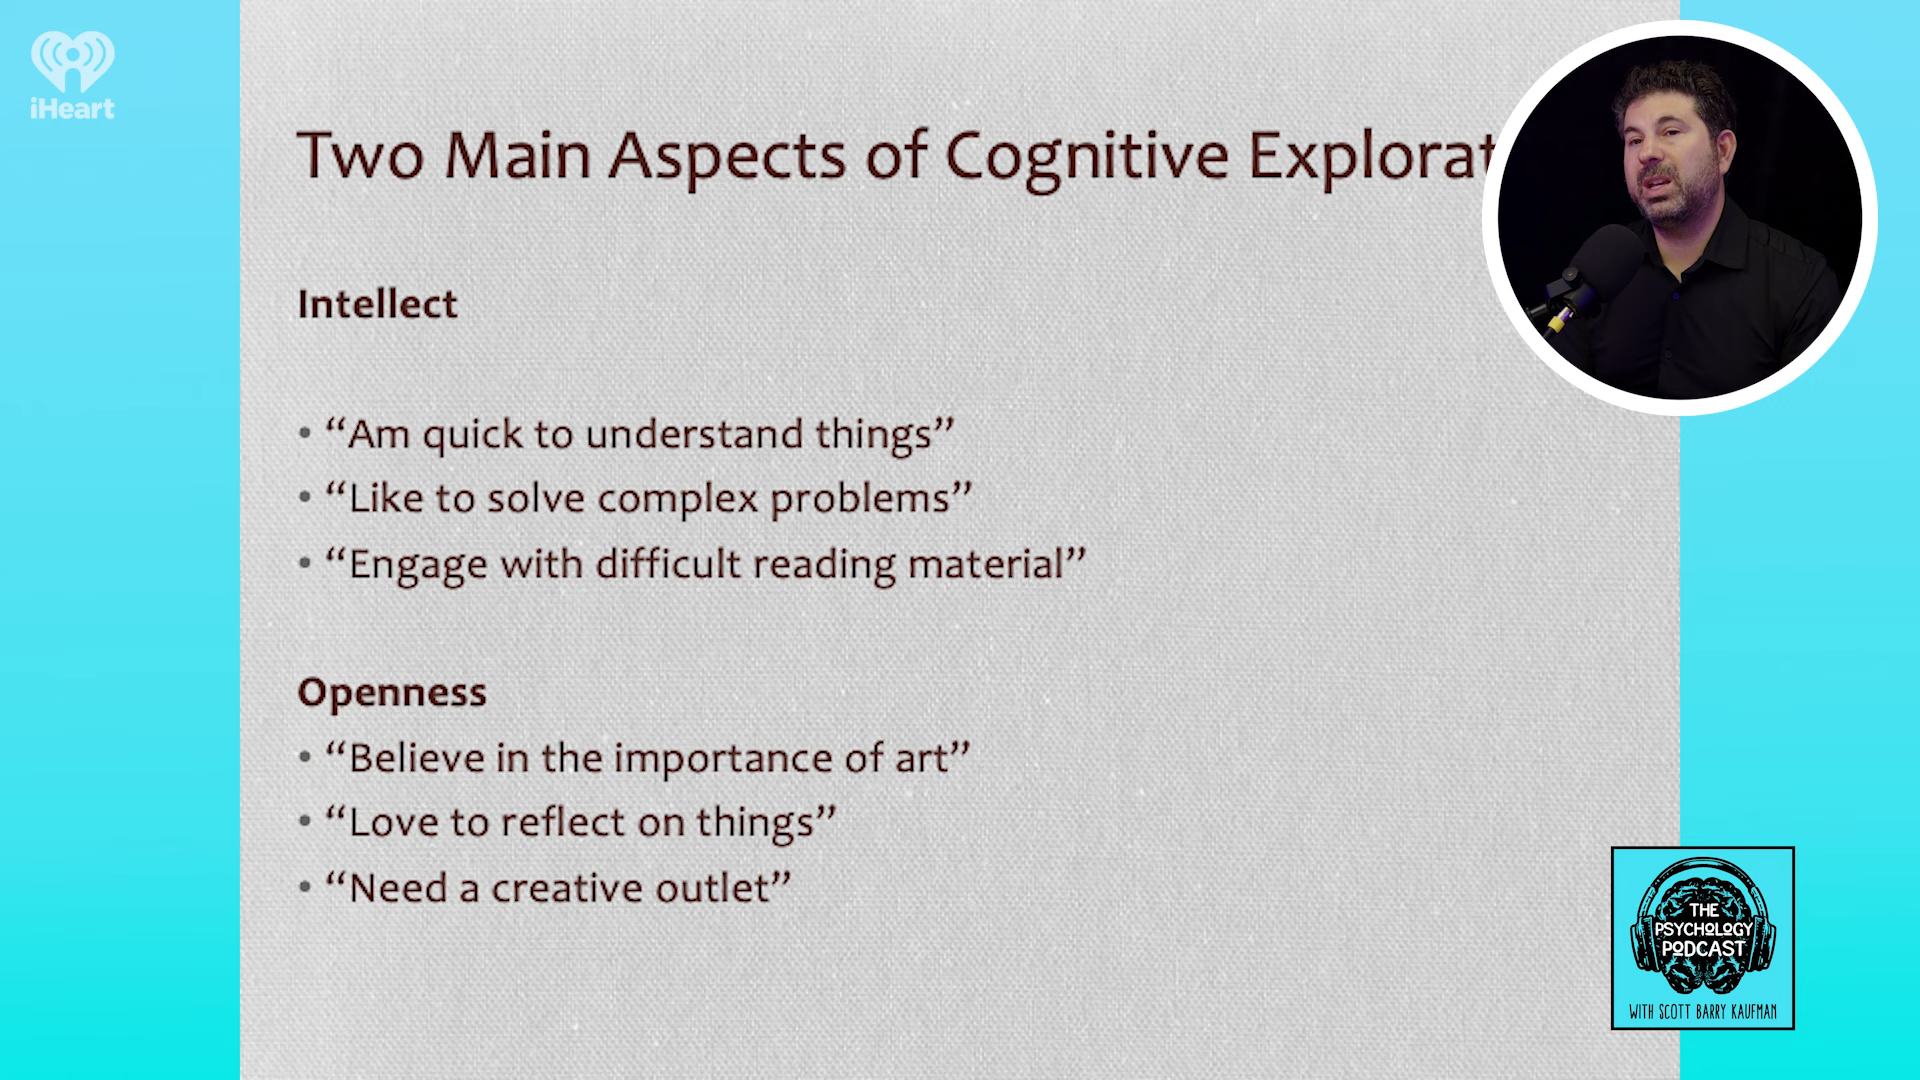 iHeart
Two Main Aspects of Cognitive Explorat
Intellect
• “Am quick to understand things”
• “Like to solve complex problems”
• “Engage with difficult reading material”
Openness
• “Believe in the importance of art”
• “Love to reflect on things”
• “Need a creative outlet”
THE
PSYCHOLOGY
PODCAST
WITH SCOTT BARRY KAUFMAN